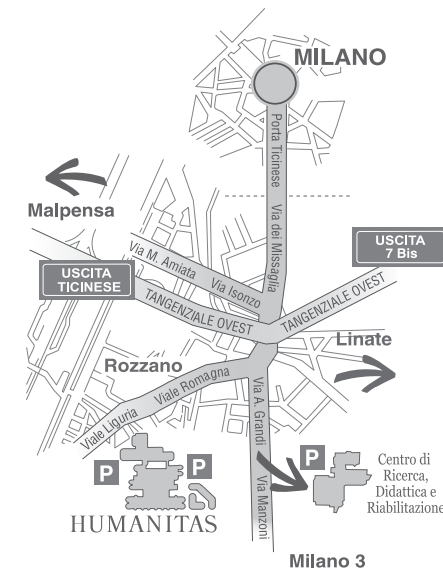 MILANO
Porta Ticinese
Via dei Missaglia
Malpensa
Via M. Amiata
Via Isonzo
USCITA
7 Bis
USCITA
TICINESE
TANGENZIALE OVEST
TANGENZIALE OVEST
Linate
Rozzano
Viale Romagna
Viale Liguria
Via A. Grandi
Via Manzoni
P
P
P
Centro di
Ricerca,
Didattica e
Riabilitazione
HUMANITAS
Milano 3